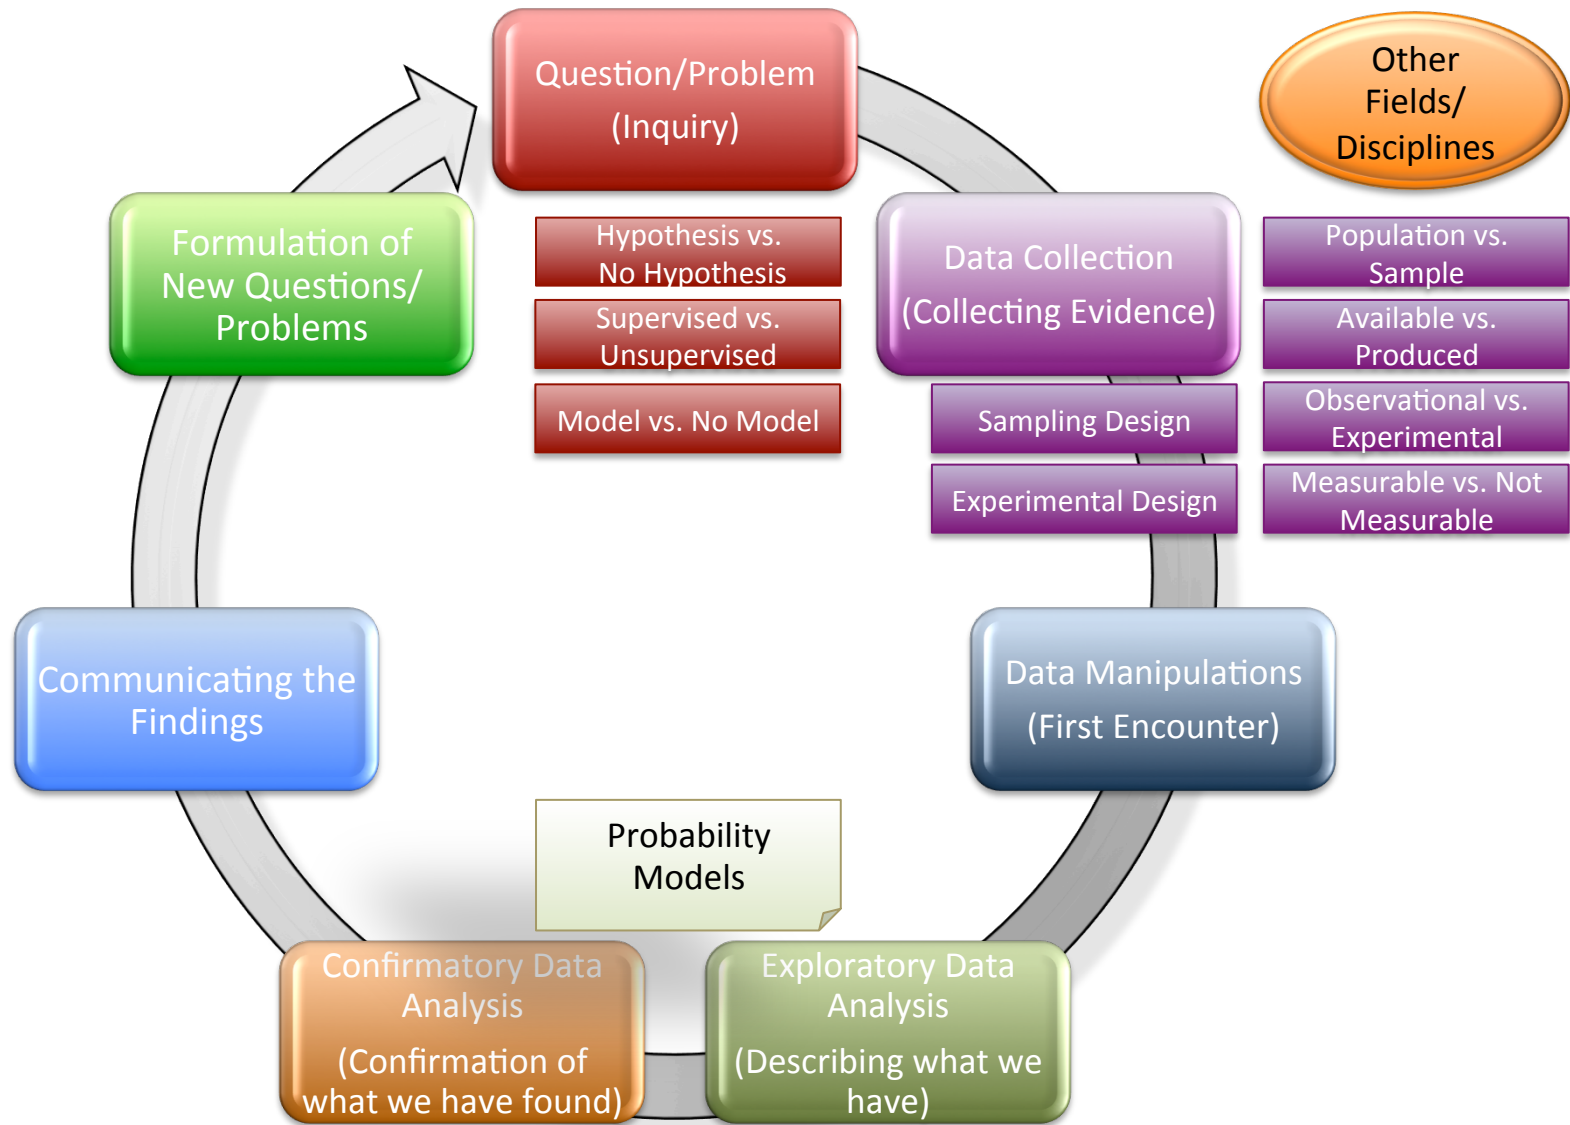 Question/Problem
(Inquiry)
Other
Fields/
Disciplines
Formulation of
New Questions/
Problems
Hypothesis vs.
No Hypothesis
Supervised vs.
Unsupervised
Model vs. No Model
Data Collection
(Collecting Evidence)
Sampling Design
Experimental Design
Population vs.
Sample
Available vs.
Produced
Observational vs.
Experimental
Measurable vs. Not
Measurable
Communicating the
Findings
Data Manipulations
(First Encounter)
Probability
Models
Confirmatory Data
Analysis
(Confirmation of
what we have found)
Exploratory Data
Analysis
(Describing what we
have)